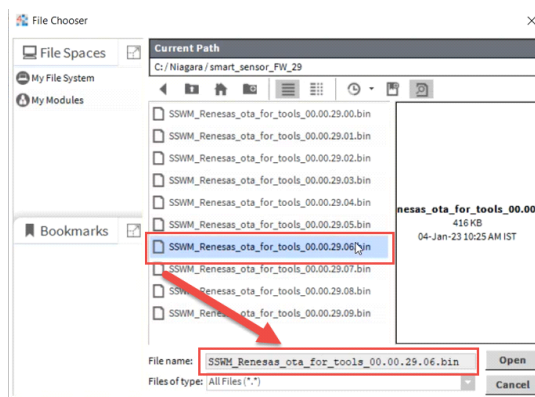 File Chooser
File Spaces
My File System
My Modules
Bookmarks
Current Path
C:/Niagara/smart_sensor_FW_29
SSWM_Renesas_ota_for_tools_00.00.29.00.bin
SSWM_Renesas_ota_for_tools_00.00.29.01.bin
SSWM_Renesas_ota_for_tools_00.00.29.02.bin
SSWM_Renesas_ota_for_tools_00.00.29.03.bin
SSWM_Renesas_ota_for_tools_00.00.29.04.bin
SSWM_Renesas_ota_for_tools_00.00.29.05.bin
SSWM_Renesas_ota_for_tools_00.00.29.06.bin
SSWM_Renesas_ota_for_tools_00.00.29.07.bin
SSWM_Renesas_ota_for_tools_00.00.29.08.bin
SSWM_Renesas_ota_for_tools_00.00.29.09.bin
nesas_ota_for_tools_00.00
416 KB
04-Jan-23 10:25 AM IST
File name: SSWM_Renesas_ota_for_tools_00.00.29.06.bin Open
Files of type: All Files (*.*) Cancel